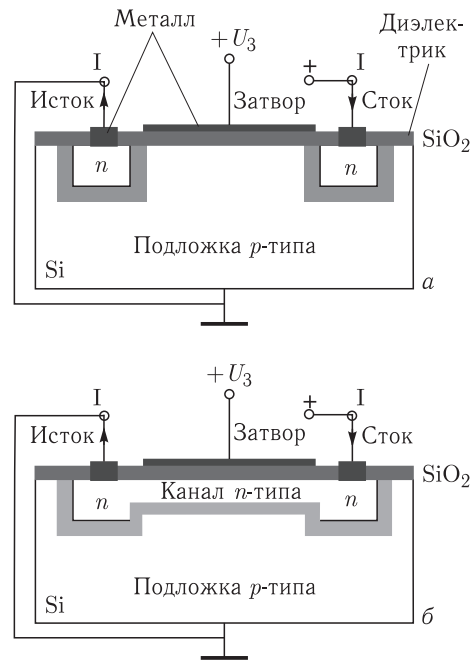 Металл
Диэлек-
трик
I
+U₃
+
I
Исток
Затвор
Сток
SiO₂
n
n
Подложка p-типа
Si
а
+U₃
I
+
I
Исток
Затвор
Сток
SiO₂
Канал n-типа
n
n
Подложка p-типа
Si
б